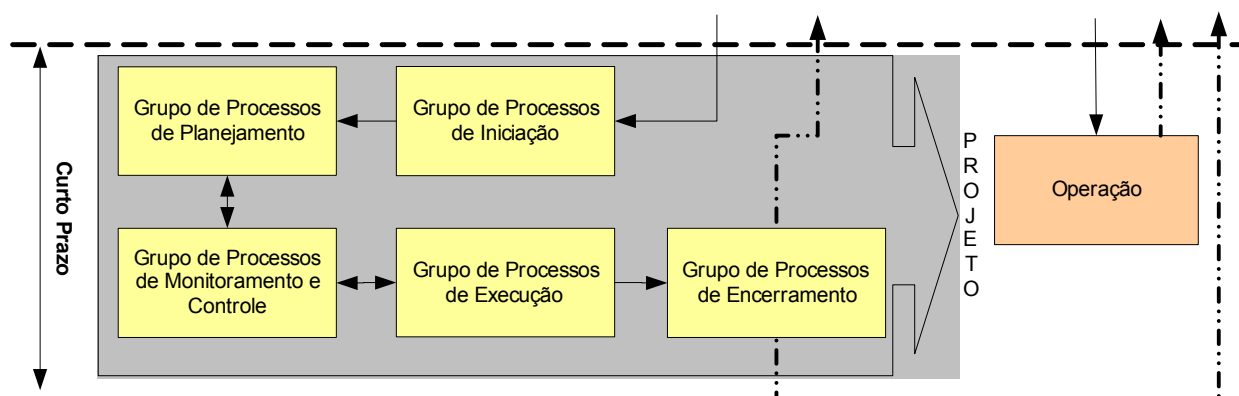 Grupo de Processos
de Planejamento
Grupo de Processos
de Iniciação
Curto Prazo
Grupo de Processos
de Monitoramento e
Controle
Grupo de Processos
de Execução
Grupo de Processos
de Encerramento
PROJETO
Operação